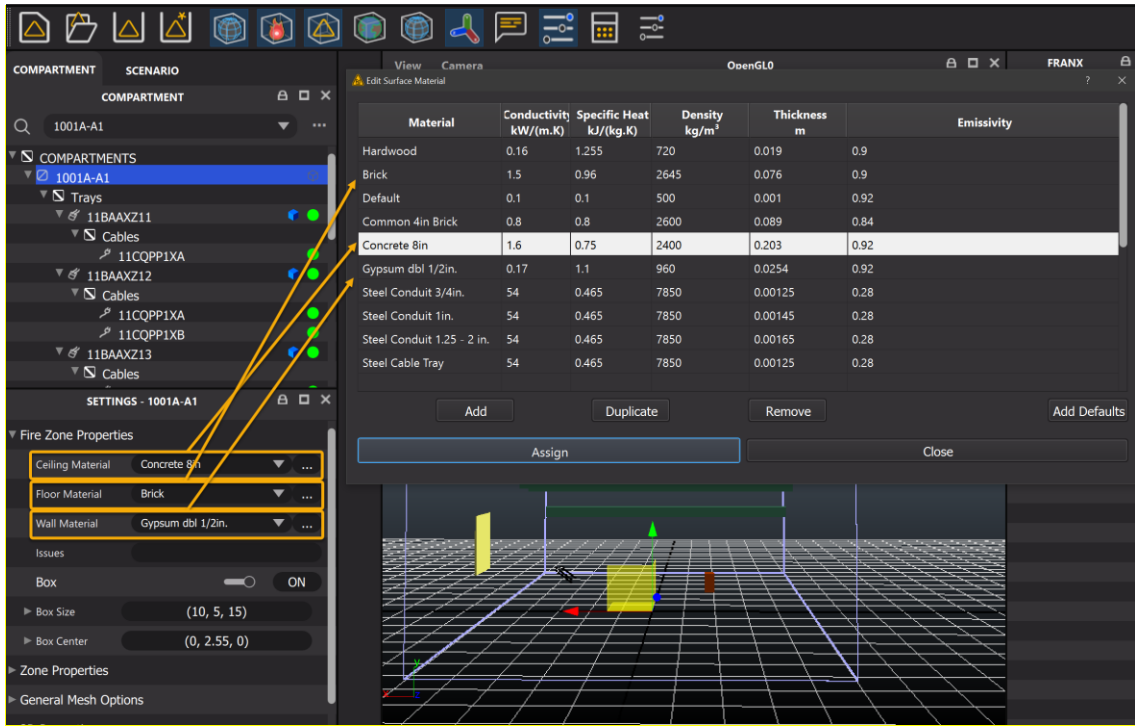 View Camera OpenGL0 FRANX
COMPARTMENT SCENARIO
COMPARTMENT
1001A-A1 ...
COMPARTMENTS
1001A-A1
Trays
11BAAXZ11
Cables
11CQPP1XA
11BAAXZ12
Cables
11CQPP1XA
11CQPP1XB
11BAAXZ13
Cables
SETTINGS - 1001A-A1
Fire Zone Properties
Ceiling Material Concrete 8in ...
Floor Material Brick ...
Wall Material Gypsum dbl 1/2in. ...
Issues
Box ON
Box Size (10, 5, 15)
Box Center (0, 2.55, 0)
Zone Properties
General Mesh Options
Edit Surface Material ?
Material Conductivity kW/(m.K) Specific Heat kJ/(kg.K) Density kg/m³ Thickness m Emissivity
Hardwood 0.16 1.255 720 0.019 0.9
Brick 1.5 0.96 2645 0.076 0.9
Default 0.1 0.1 500 0.001 0.92
Common 4in Brick 0.8 0.8 2600 0.089 0.84
Concrete 8in 1.6 0.75 2400 0.203 0.92
Gypsum dbl 1/2in. 0.17 1.1 960 0.0254 0.92
Steel Conduit 3/4in. 54 0.465 7850 0.00125 0.28
Steel Conduit 1in. 54 0.465 7850 0.00145 0.28
Steel Conduit 1.25 - 2 in. 54 0.465 7850 0.00165 0.28
Steel Cable Tray 54 0.465 7850 0.00125 0.28
Add Duplicate Remove Add Defaults
Assign Close
y